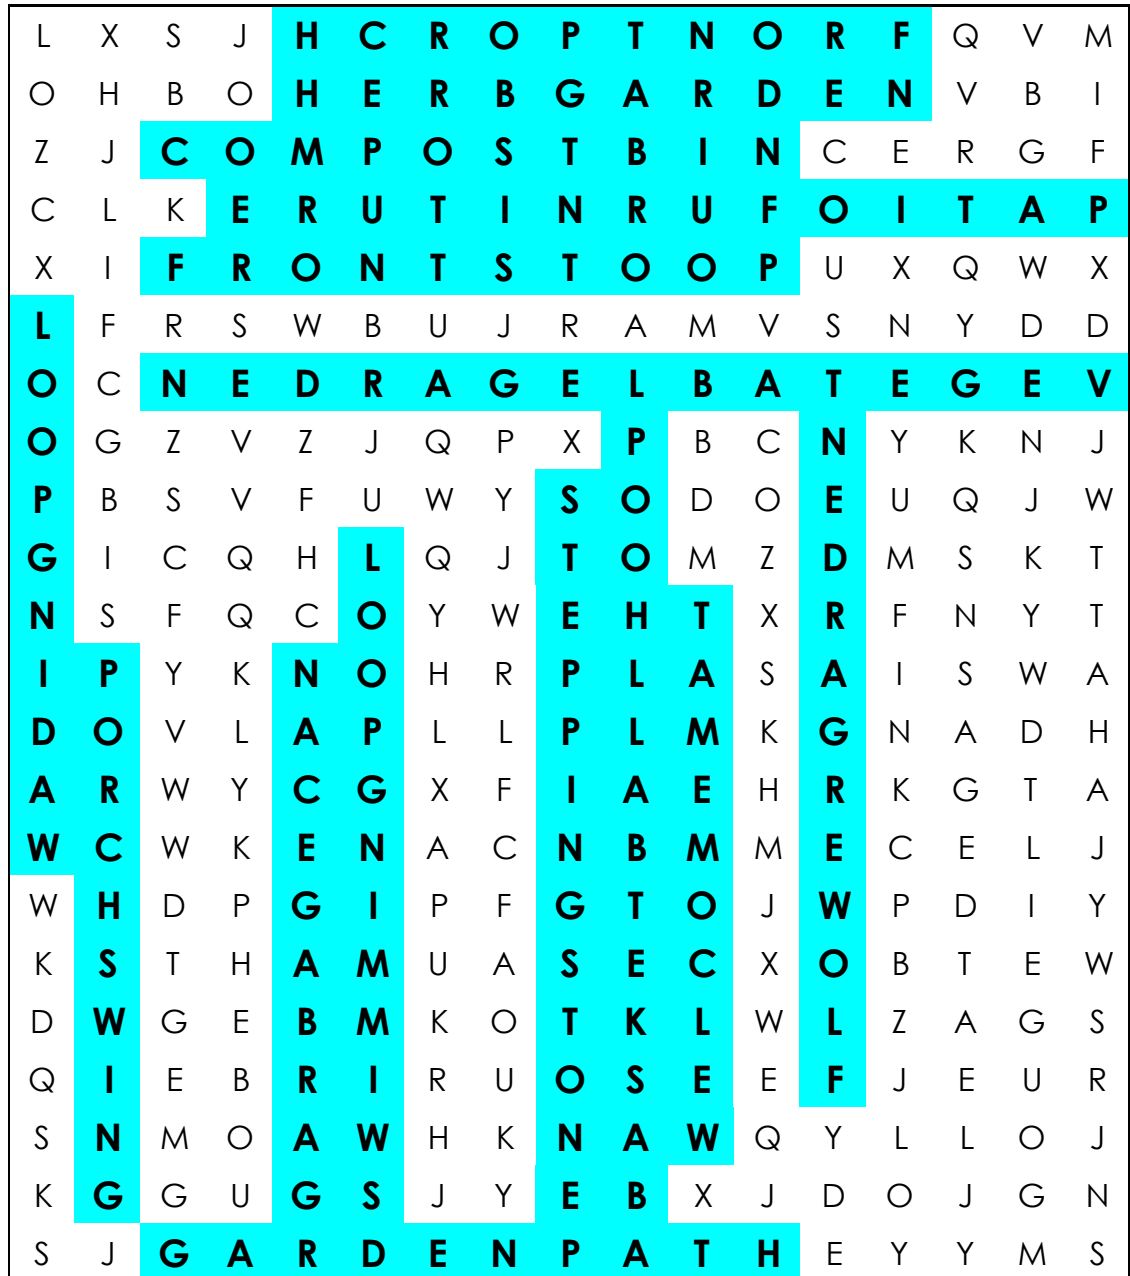 L X S J H C R O P T N O R F Q V M
O H B O H E R B G A R D E N V B I
Z J C O M P O S T B I N C E R G F
C L K E R U T I N R U F O I T A P
X I F R O N T S T O O P U X Q W X
L F R S W B U J R A M V S N Y D D
O C N E D R A G E L B A T E G E V
O G Z V Z J Q P X P B C N Y K N J
P B S V F U W Y S O D O E U Q J W
G I C Q H L Q J T O M Z D M S K T
N S F Q C O Y W E H T X R F N Y T
I P Y K N O H R P L A S A I S W A
D O V L A P L L P L M K G N A D H
A R W Y C G X F I A E H R K G T A
W C W K E N A C N B M M E C E L J
W H D P G I P F G T O J W P D I Y
K S T H A M U A S E C X O B T E W
D W G E B M K O T K L W L Z A G S
Q I E B R I R U O S E E F J E U R
S N M O A W H K N A W Q Y L L O J
K G G U G S J Y E B X J D O J G N
S J G A R D E N P A T H E Y Y M S